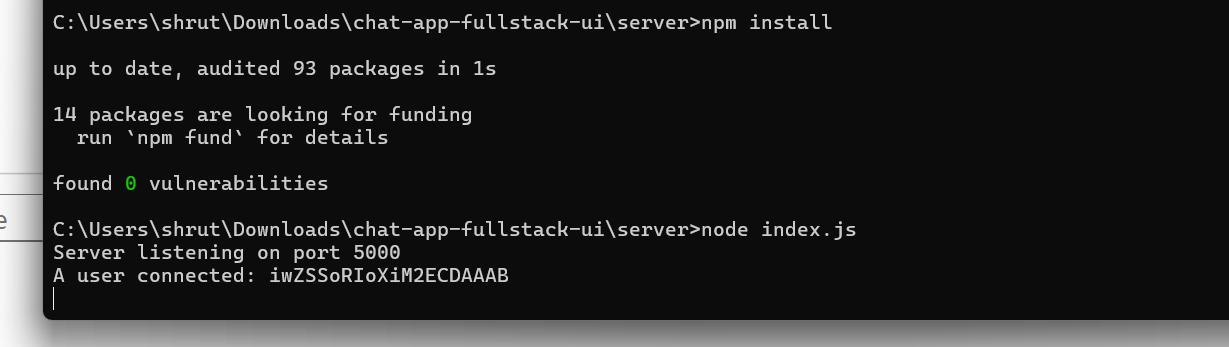 C:\Users\shrut\Downloads\chat-app-fullstack-ui\server>npm install
up to date, audited 93 packages in 1s
14 packages are looking for funding
run `npm fund` for details
found 0 vulnerabilities
e
C:\Users\shrut\Downloads\chat-app-fullstack-ui\server>node index.js
Server listening on port 5000
A user connected: iwZSSoRIoXiM2ECDAAAB